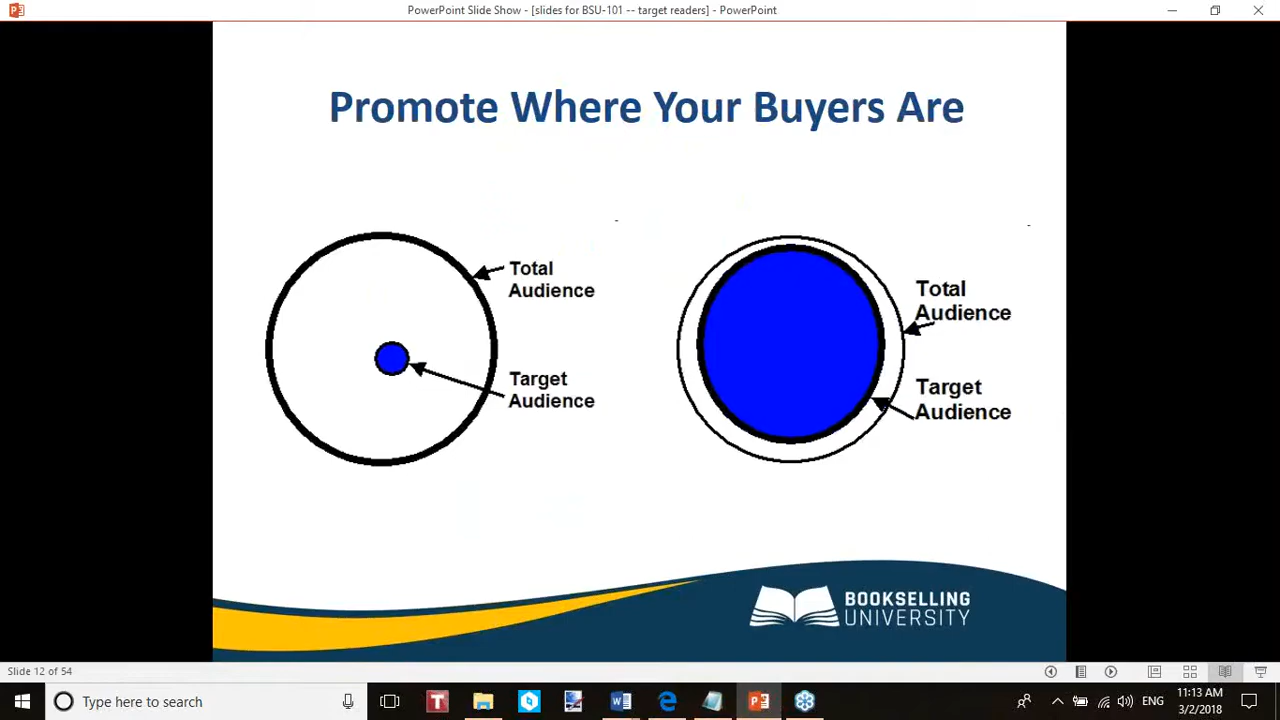 PowerPoint Slide Show - [slides for BSU-101 -- target readers] - PowerPoint
Promote Where Your Buyers Are
Total
Audience
Target
Audience
Total
Audience
Target
Audience
BOOKSELLING
UNIVERSITY
Slide 12 of 54
Type here to search
ENG
11:13 AM
3/2/2018